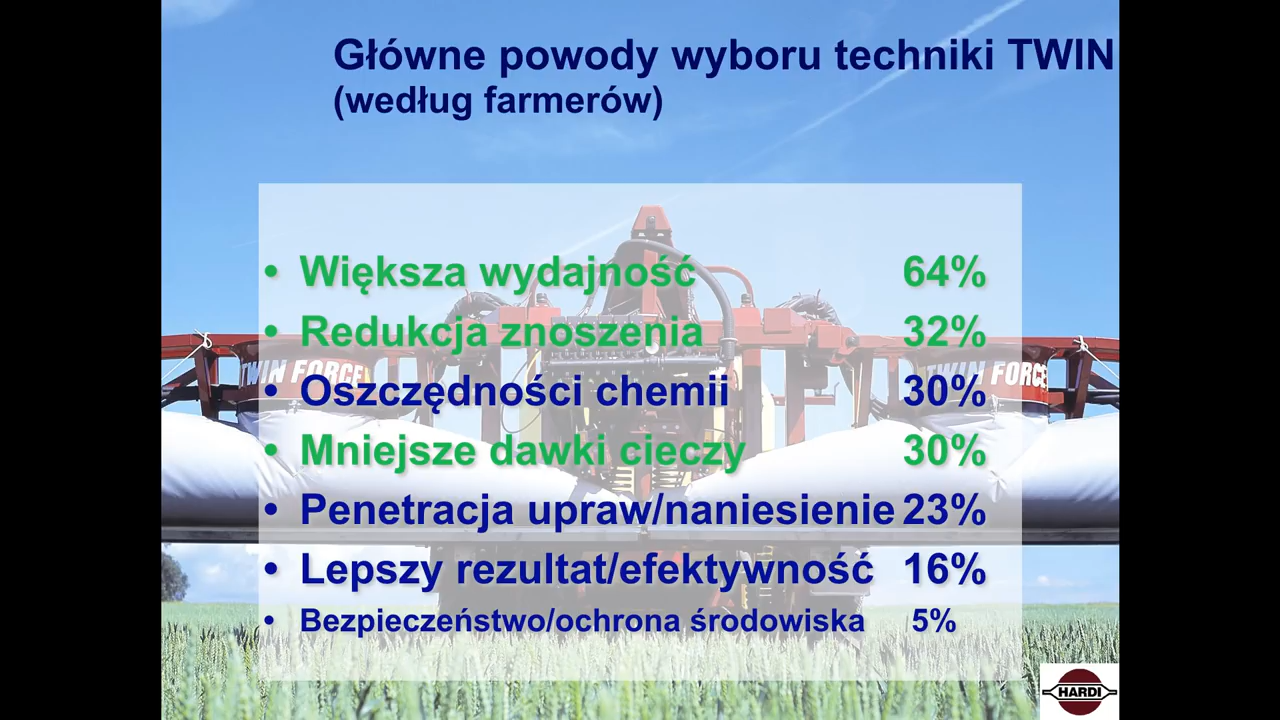 Główne powody wyboru techniki TWIN
(według farmerów)
• Większa wydajność 64%
• Redukcja znoszenia 32%
TWIN FORCE
TWIN FORCE
• Oszczędności chemii 30%
• Mniejsze dawki cieczy 30%
• Penetracja upraw/naniesienie 23%
• Lepszy rezultat/efektywność 16%
• Bezpieczeństwo/ochrona środowiska 5%
HARDI